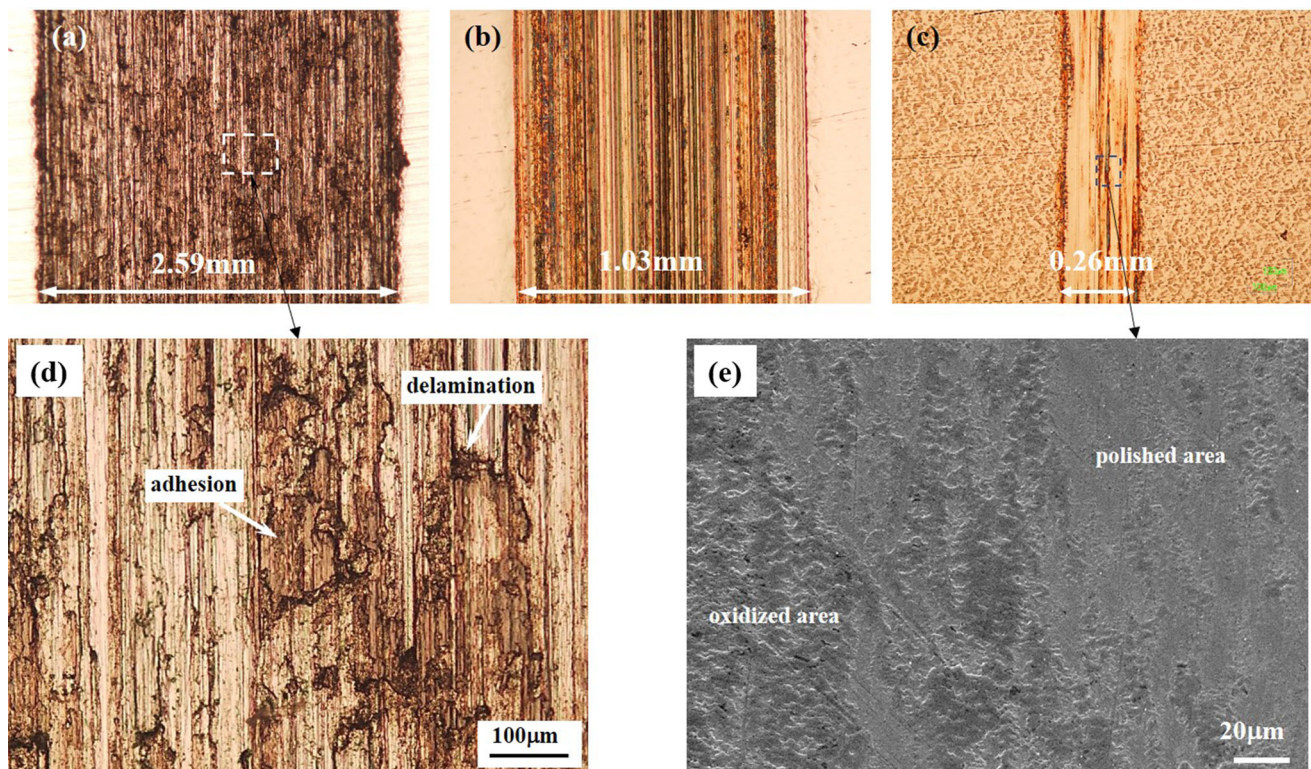 (a)
(b)
(c)
2.59mm
1.03mm
0.26mm
(d)
delamination
adhesion
100μm
(e)
polished area
oxidized area
20μm